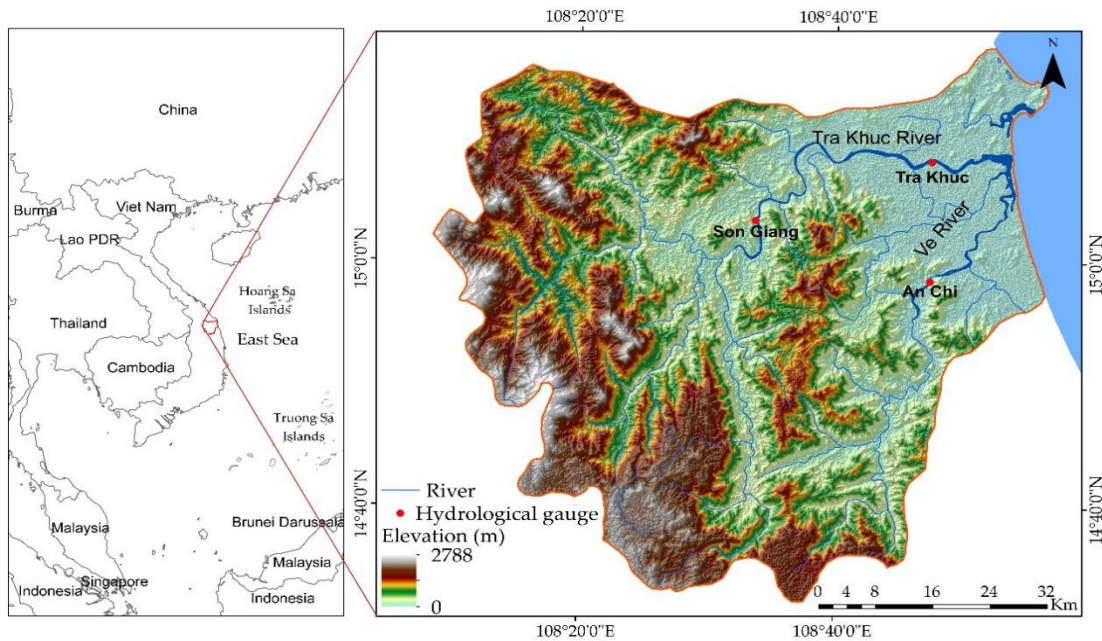 China
Burma
Viet Nam
Lao PDR
Hoang Sa
Islands
Thailand
East Sea
Cambodia
Truong Sa
Islands
Malaysia
Brunei Darussala
Singapore
Malaysia
Indonesia
Indonesia
108°20'0"E
108°40'0"E
N
Tra Khuc River
Tra Khuc
Son Giang
Ve River
An Chi
15°0'0"N
15°0'0"N
14°40'0"N
14°40'0"N
River
Hydrological gauge
Elevation (m)
2788
0
0 4 8 16 24 32
Km
108°20'0"E
108°40'0"E